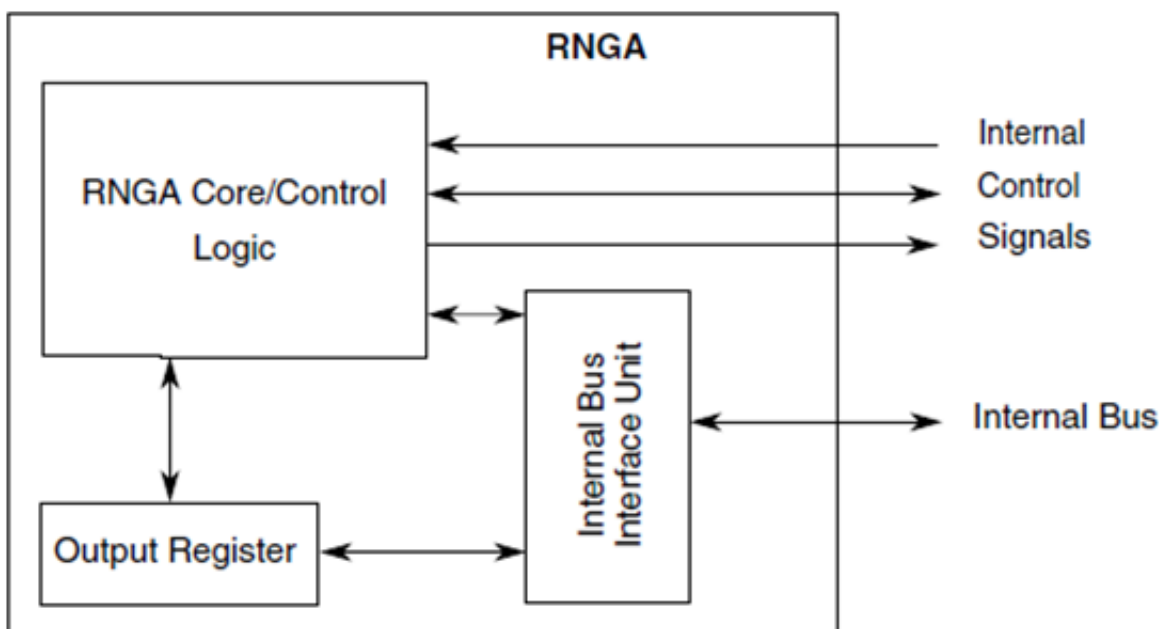 RNGA
RNGA Core/Control
Logic
Internal
Control
Signals
Internal Bus
Interface Unit
Internal Bus
Output Register